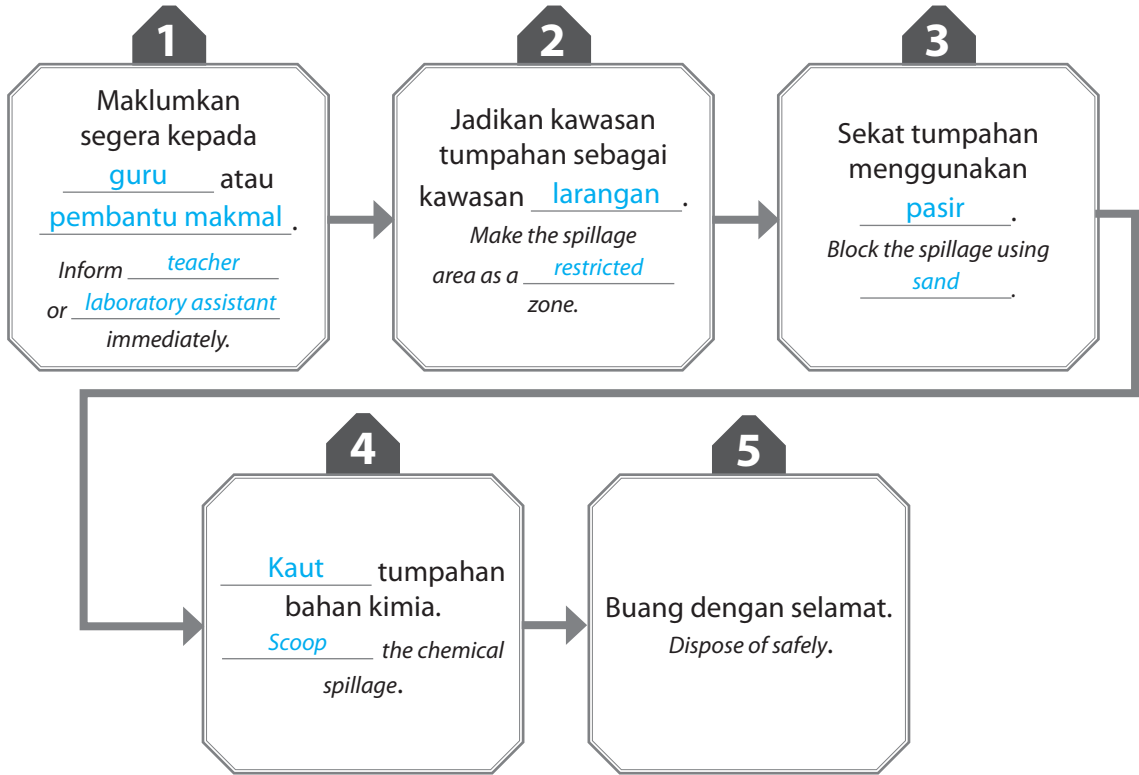 1
Maklumkan
segera kepada
guru atau
pembantu makmal.
Inform teacher
or laboratory assistant
immediately.
2
Jadikan kawasan
tumpahan sebagai
kawasan larangan.
Make the spillage
area as a restricted
zone.
3
Sekat tumpahan
menggunakan
pasir.
Block the spillage using
sand.
4
Kaut tumpahan
bahan kimia.
Scoop the chemical
spillage.
5
Buang dengan selamat.
Dispose of safely.